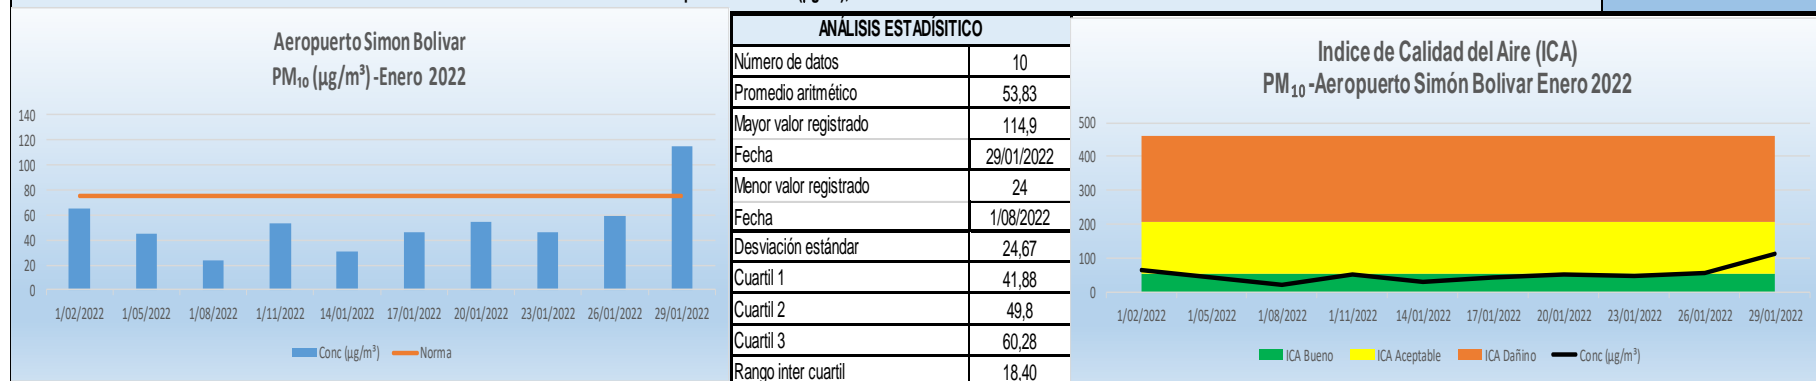 Aeropuerto Simon Bolivar
PM₁₀ (µg/m³) -Enero 2022
140
120
100
80
60
40
20
0
1/02/2022 1/05/2022 1/08/2022 1/11/2022 14/01/2022 17/01/2022 20/01/2022 23/01/2022 26/01/2022 29/01/2022
Conc (µg/m³) Norma
ANÁLISIS ESTADÍSITICO
Número de datos 10
Promedio aritmético 53,83
Mayor valor registrado 114,9
Fecha 29/01/2022
Menor valor registrado 24
Fecha 1/08/2022
Desviación estándar 24,67
Cuartil 1 41,88
Cuartil 2 49,8
Cuartil 3 60,28
Rango inter cuartil 18,40
Indice de Calidad del Aire (ICA)
PM₁₀ -Aeropuerto Simón Bolivar Enero 2022
500
400
300
200
100
0
1/02/2022 1/05/2022 1/08/2022 1/11/2022 14/01/2022 17/01/2022 20/01/2022 23/01/2022 26/01/2022 29/01/2022
ICA Bueno ICA Aceptable ICA Dañino Conc (µg/m³)